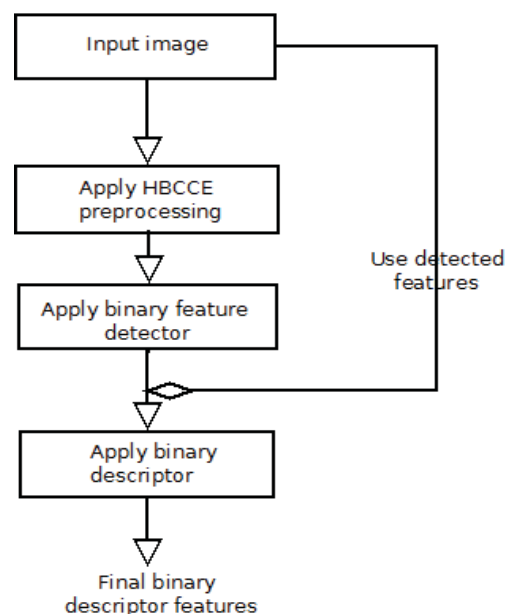 Input image
Apply HBCCE
preprocessing
Use detected
features
Apply binary feature
detector
Apply binary
descriptor
Final binary
descriptor features